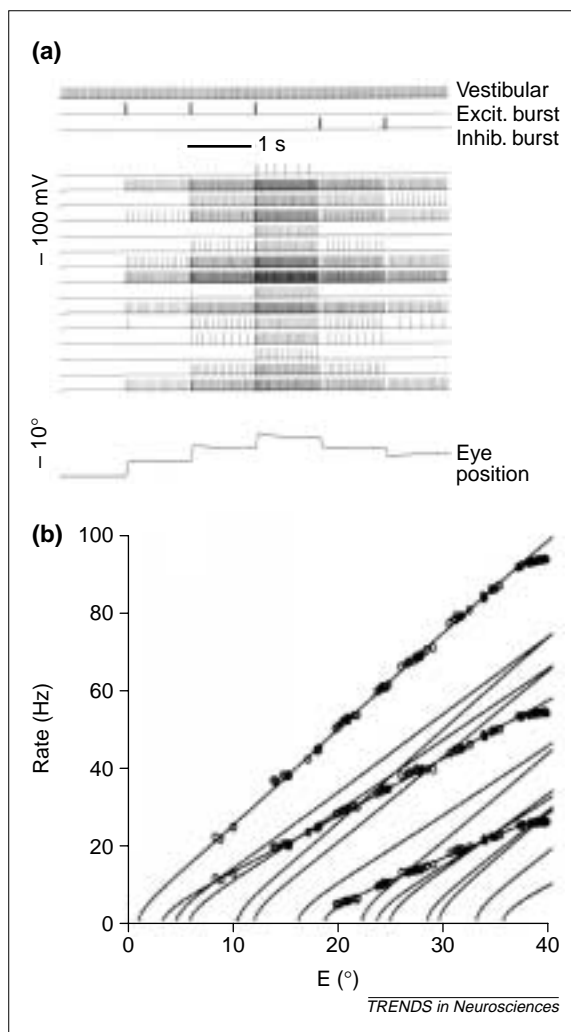 (a)
Vestibular
Excit. burst
Inhib. burst
1 s
– 100 mV
– 10°
Eye
position
(b)
100
80
60
40
20
0
Rate (Hz)
0
10
20
30
40
E (°)
TRENDS in Neurosciences